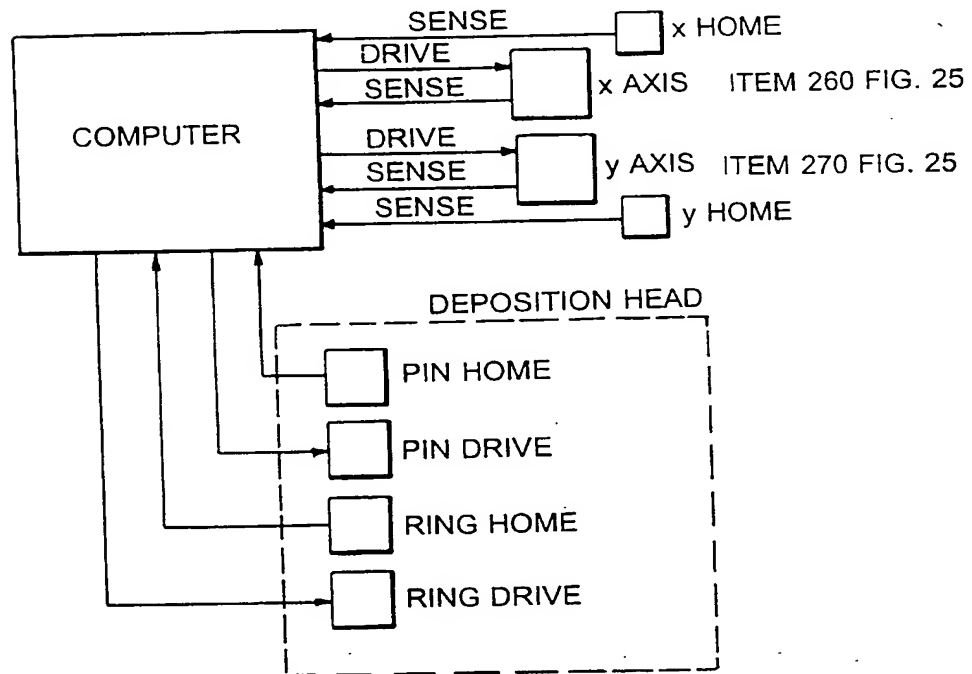 SENSE
x HOME
DRIVE
SENSE
x AXIS ITEM 260 FIG. 25
COMPUTER
DRIVE
SENSE
y AXIS ITEM 270 FIG. 25
SENSE
y HOME
DEPOSITION HEAD
PIN HOME
PIN DRIVE
RING HOME
RING DRIVE